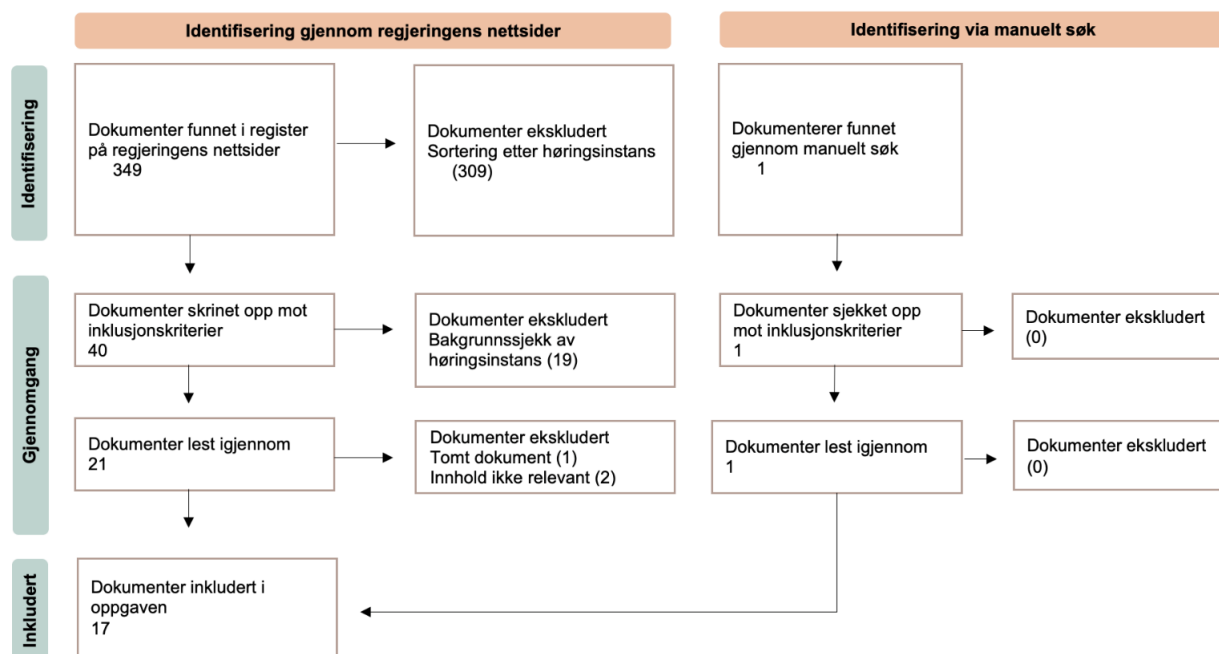 Identifisering gjennom regjeringens nettsider
Identifisering via manuelt søk
Identifisering
Dokumenter funnet i register
på regjeringens nettsider
349
Dokumenter ekskludert
Sortering etter høringsinstans
(309)
Dokumenterer funnet
gjennom manuelt søk
1
Gjennomgang
Dokumenter skrinet opp mot
inklusjonskriterier
40
Dokumenter ekskludert
Bakgrunnssjekk av
høringsinstans (19)
Dokumenter sjekket opp
mot inklusjonskriterier
1
Dokumenter ekskludert
(0)
Dokumenter lest igjennom
21
Dokumenter ekskludert
Tomt dokument (1)
Innhold ikke relevant (2)
Dokumenter lest igjennom
1
Dokumenter ekskludert
(0)
Inkludert
Dokumenter inkludert i
oppgaven
17